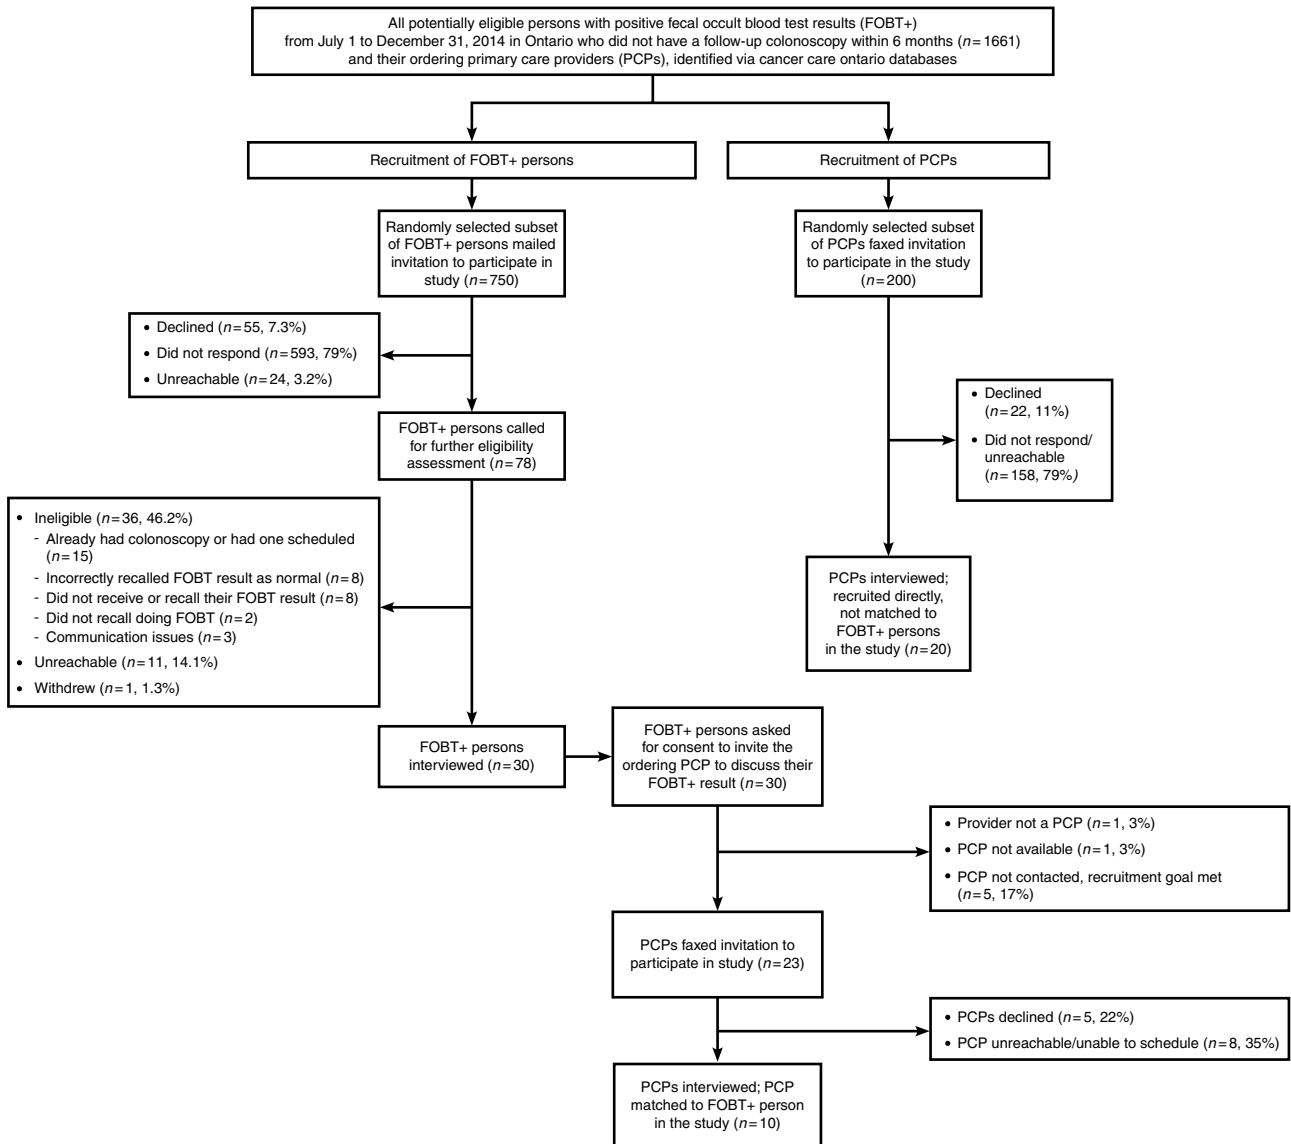 All potentially eligible persons with positive fecal occult blood test results (FOBT+)
from July 1 to December 31, 2014 in Ontario who did not have a follow-up colonoscopy within 6 months (n=1661)
and their ordering primary care providers (PCPs), identified via cancer care ontario databases
Recruitment of FOBT+ persons
Recruitment of PCPs
Randomly selected subset
of FOBT+ persons mailed
invitation to participate in
study (n=750)
Randomly selected subset
of PCPs faxed invitation
to participate in the study
(n=200)
• Declined (n=55, 7.3%)
• Did not respond (n=593, 79%)
• Unreachable (n=24, 3.2%)
• Declined
(n=22, 11%)
• Did not respond/
unreachable
(n=158, 79%)
FOBT+ persons called
for further eligibility
assessment (n=78)
• Ineligible (n=36, 46.2%)
- Already had colonoscopy or had one scheduled
(n=15)
- Incorrectly recalled FOBT result as normal (n=8)
- Did not receive or recall their FOBT result (n=8)
- Did not recall doing FOBT (n=2)
- Communication issues (n=3)
• Unreachable (n=11, 14.1%)
• Withdrew (n=1, 1.3%)
PCPs interviewed;
recruited directly,
not matched to
FOBT+ persons
in the study (n=20)
FOBT+ persons
interviewed (n=30)
FOBT+ persons asked
for consent to invite the
ordering PCP to discuss their
FOBT+ result (n=30)
• Provider not a PCP (n=1, 3%)
• PCP not available (n=1, 3%)
• PCP not contacted, recruitment goal met
(n=5, 17%)
PCPs faxed invitation to
participate in study (n=23)
• PCPs declined (n=5, 22%)
• PCP unreachable/unable to schedule (n=8, 35%)
PCPs interviewed; PCP
matched to FOBT+ person
in the study (n=10)